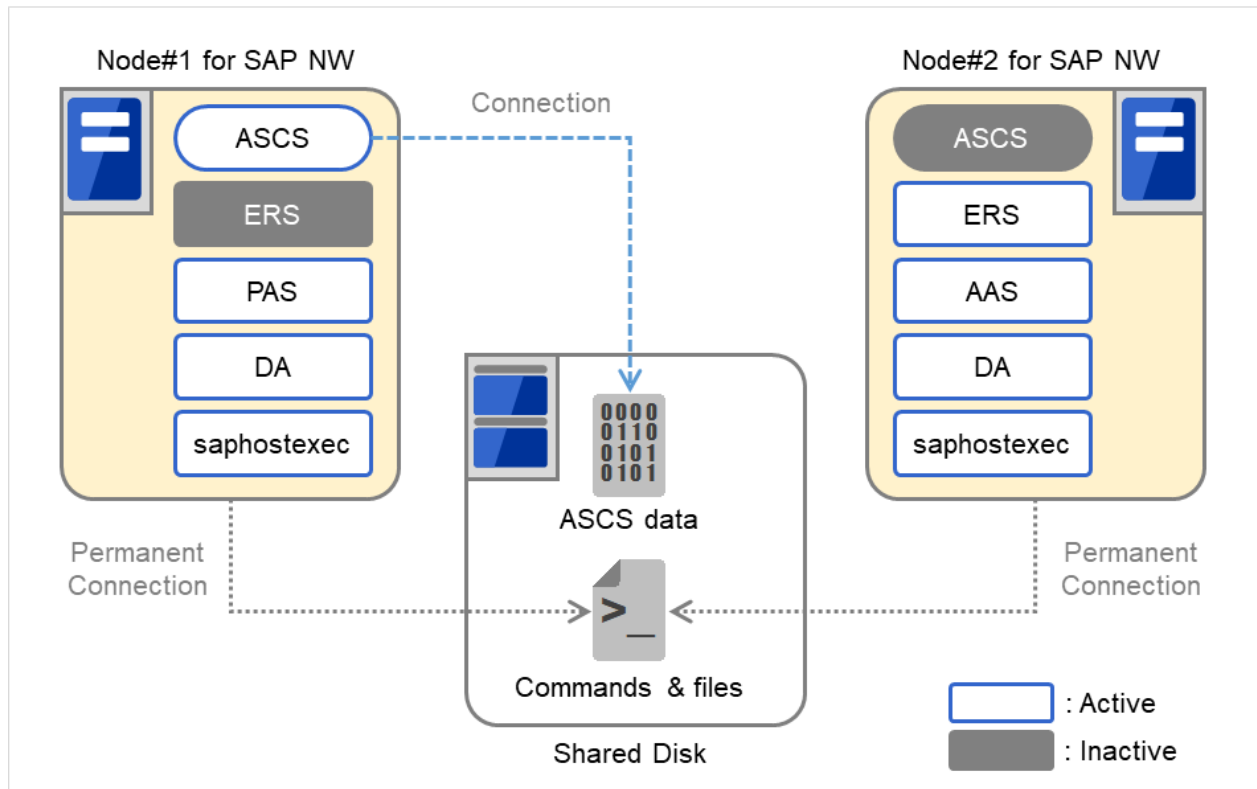 Node#1 for SAP NW
Node#2 for SAP NW
Connection
ASCS
ERS
PAS
DA
saphostexec
ASCS
ERS
AAS
DA
saphostexec
0000
0110
0101
0101
ASCS data
Permanent
Connection
Permanent
Connection
>_
Commands & files
Shared Disk
: Active
: Inactive